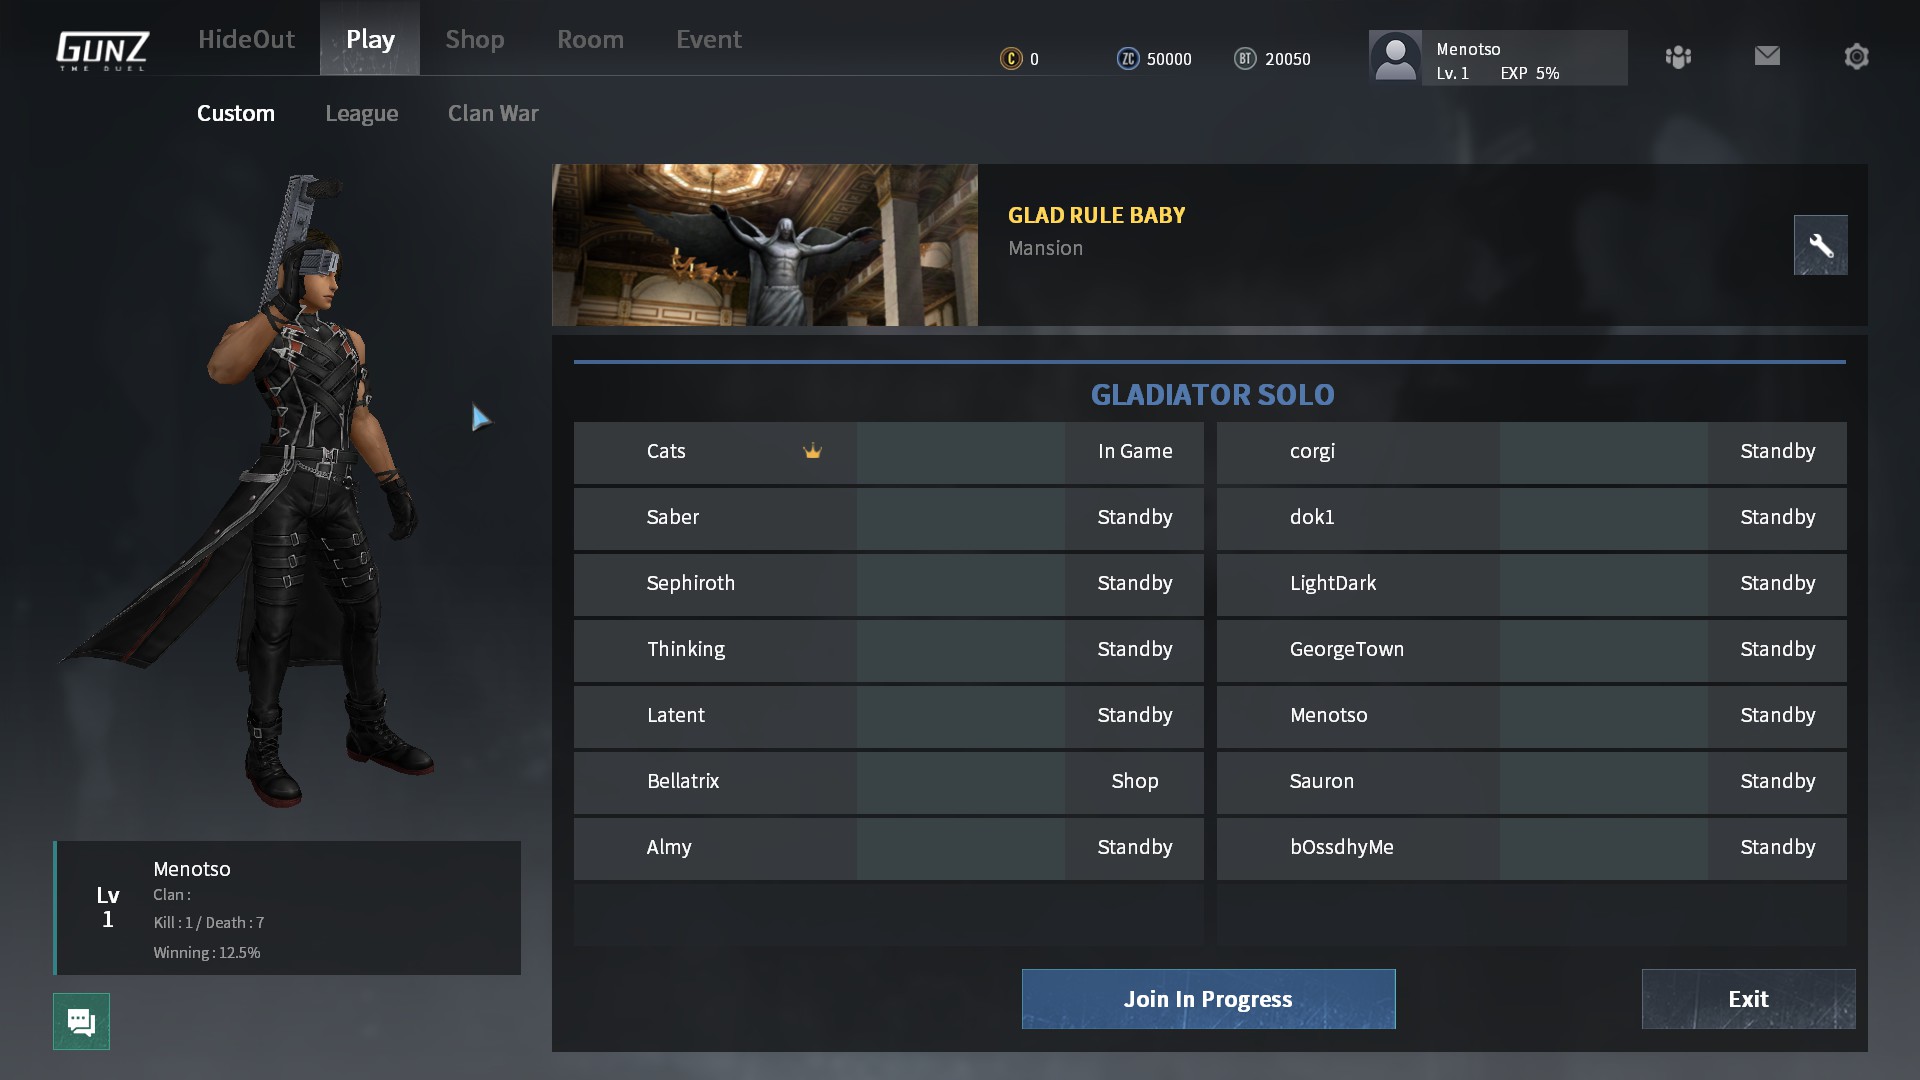 GUNZ
THE DUEL
HideOut Play Shop Room Event
C 0 ZC 50000 BT 20050
Menotso
Lv. 1 EXP 5%
Custom League Clan War
GLAD RULE BABY
Mansion
GLADIATOR SOLO
Cats In Game corgi Standby
Saber Standby dok1 Standby
Sephiroth Standby LightDark Standby
Thinking Standby GeorgeTown Standby
Latent Standby Menotso Standby
Bellatrix Shop Sauron Standby
Almy Standby bOssdhyMe Standby
Lv
1
Menotso
Clan :
Kill : 1 / Death : 7
Winning : 12.5%
Join In Progress Exit